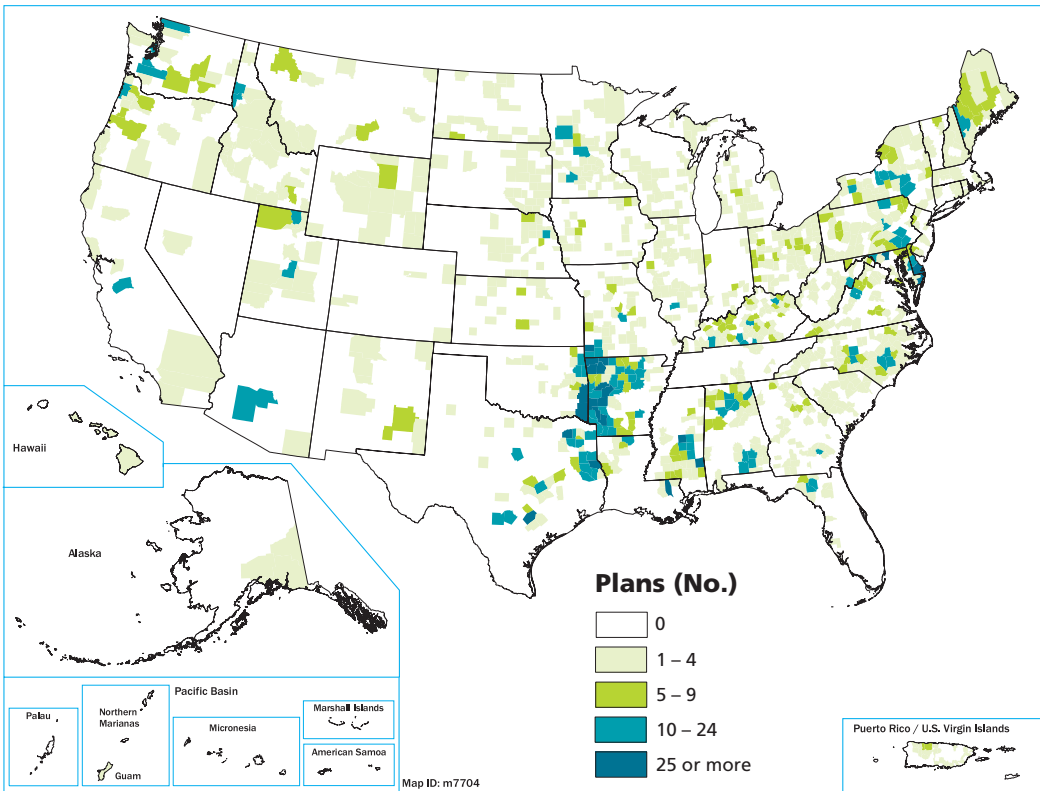 Hawaii
Alaska
Pacific Basin
Palau
Northern
Marianas
Guam
Micronesia
Marshall Islands
American Samoa
Map ID: m7704
Plans (No.)
0
1 – 4
5 – 9
10 – 24
25 or more
Puerto Rico / U.S. Virgin Islands